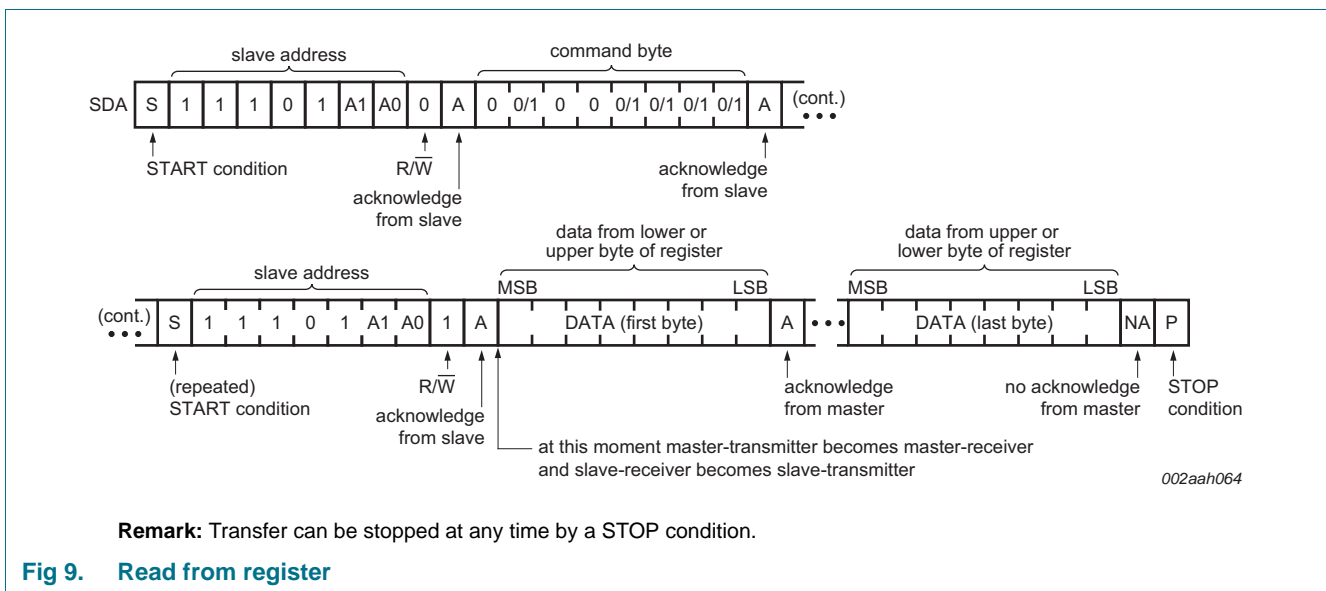 slave address command byte
SDA S 1 1 1 0 1 A1 A0 0 A 0 0/1 0 0 0/1 0/1 0/1 0/1 A (cont.)
START condition R/W̅ acknowledge
acknowledge from slave
from slave
data from lower or data from upper or
upper byte of register lower byte of register
slave address
MSB LSB MSB LSB
(cont.) S 1 1 1 0 1 A1 A0 1 A DATA (first byte) A DATA (last byte) NA P
(repeated) R/W̅ acknowledge no acknowledge STOP
START condition acknowledge from master from master condition
from slave
at this moment master-transmitter becomes master-receiver
and slave-receiver becomes slave-transmitter
002aah064
Remark: Transfer can be stopped at any time by a STOP condition.
Fig 9. Read from register